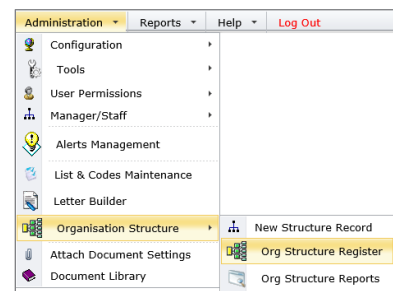 Administration Reports Help Log Out
Configuration
Tools
User Permissions
Manager/Staff
Alerts Management
List & Codes Maintenance
Letter Builder
Organisation Structure
Attach Document Settings
Document Library
New Structure Record
Org Structure Register
Org Structure Reports